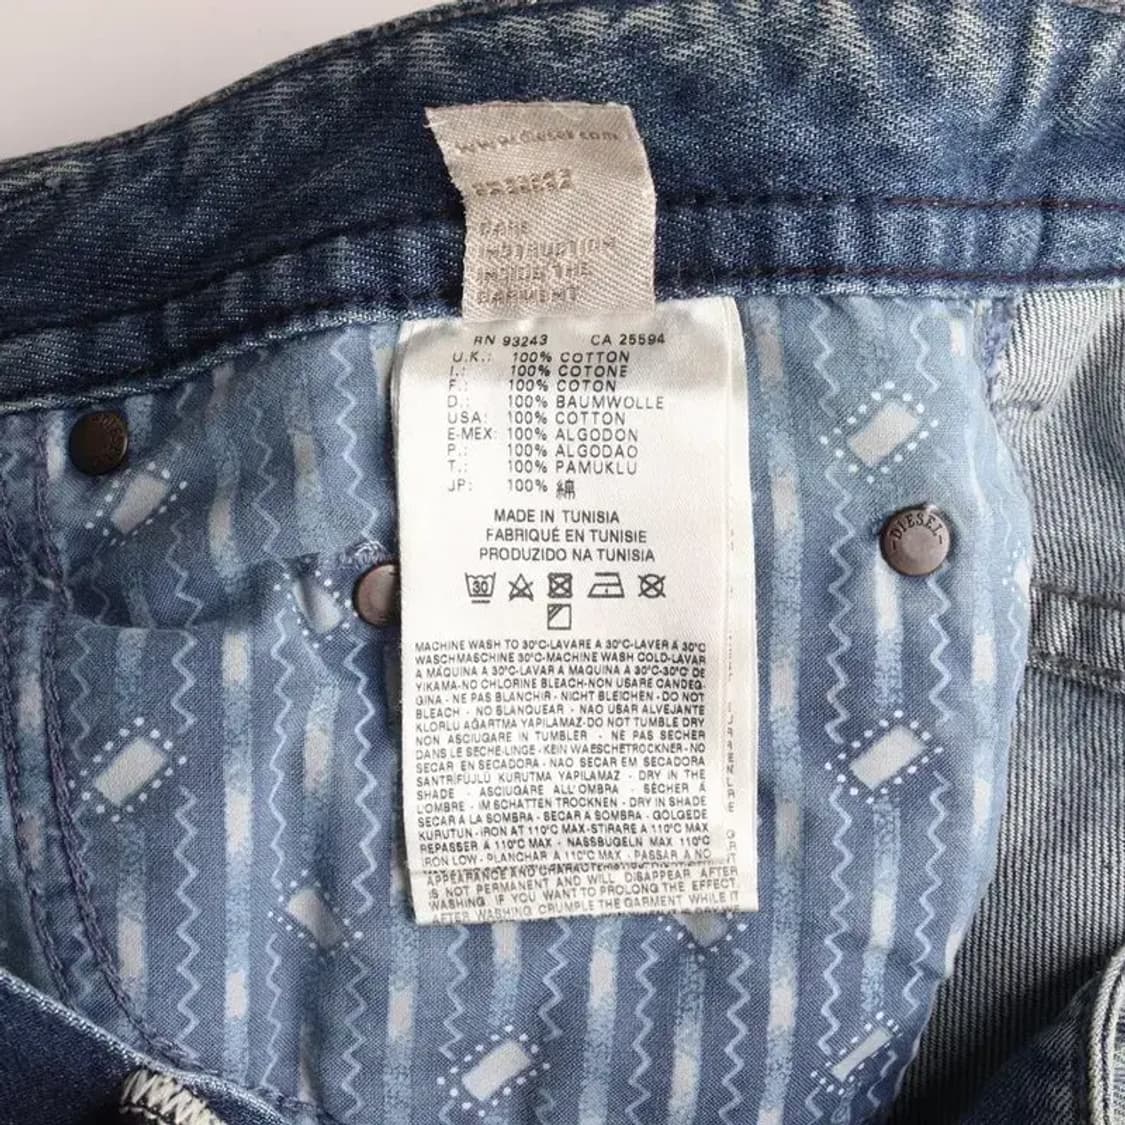 www.diesel.com
CARE
INSTRUCTION
INSIDE THE
GARMENT
RN 93243 CA 25594
U.K.: 100% COTTON
I.: 100% COTONE
F.: 100% COTON
D.: 100% BAUMWOLLE
USA: 100% COTTON
E-MEX: 100% ALGODON
P.: 100% ALGODAO
T.: 100% PAMUKLU
JP: 100% 綿
MADE IN TUNISIA
FABRIQUÉ EN TUNISIE
PRODUZIDO NA TUNISIA
30
DIESEL
MACHINE WASH TO 30°C-LAVARE A 30°C-LAVER A 30°C
WASCHMASCHINE 30°C-MACHINE WASH COLD-LAVAR
A MAQUINA A 30°C-LAVAR A MAQUINA A 30°C-30°C DE
YIKAMA-NO CHLORINE BLEACH-NON USARE CANDEG-
GINA - NE PAS BLANCHIR - NICHT BLEICHEN - DO NOT
BLEACH - NO BLANQUEAR - NAO USAR ALVEJANTE
KLORLU AGARTMA YAPILAMAZ-DO NOT TUMBLE DRY
NON ASCIUGARE IN TUMBLER - NE PAS SECHER
DANS LE SECHE-LINGE - KEIN WAESCHETROCKNER - NO
SECAR EN SECADORA - NAO SECAR EM SECADORA
SANTRIFÜJLÜ KURUTMA YAPILAMAZ - DRY IN THE
SHADE - ASCIUGARE ALL'OMBRA - SÉCHER Á
L'OMBRE - IM SCHATTEN TROCKNEN - DRY IN SHADE
SECAR A LA SOMBRA - SECAR A SOMBRA - GOLGEDE
KURUTUN - IRON AT 110°C MAX-STIRARE A 110°C MAX
REPASSER A 110°C MAX - NASSBUGELN MAX 110°C
IRON LOW - PLANCHAR A 110°C MAX - PASSAR A NO
APPEARANCE AND
IS NOT PERMANENT AND WILL DISAPPEAR AFTER
WASHING. IF YOU WANT TO PROLONG THE EFFECT,
AFTER WASHING CRUMPLE THE GARMENT WHILE IT